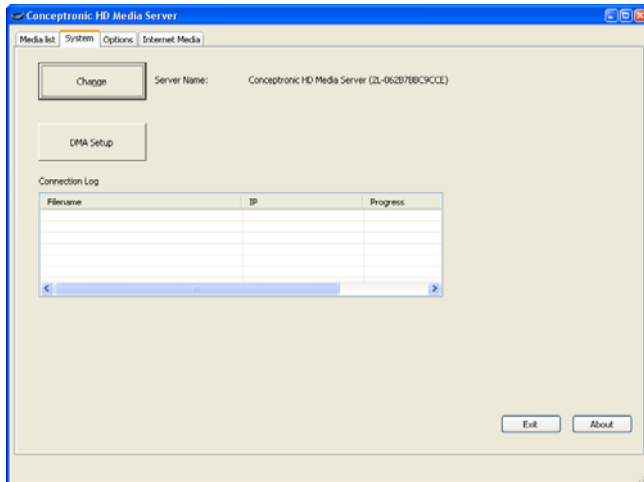 Conceptronic HD Media Server
Media list System Options Internet Media
Change Server Name: Conceptronic HD Media Server (2L-062B7BBC9CCE)
DMA Setup
Connection Log
Filename IP Progress
Exit About